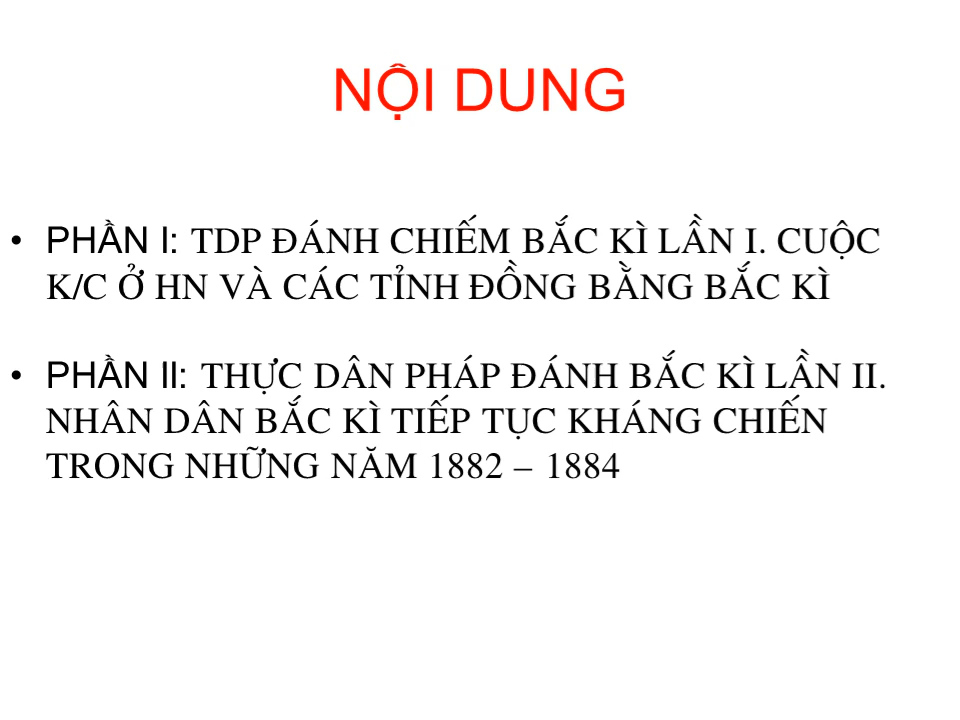 NỘI DUNG
• PHẦN I: TDP ĐÁNH CHIẾM BẮC KÌ LẦN I. CUỘC
K/C Ở HN VÀ CÁC TỈNH ĐỒNG BẰNG BẮC KÌ
• PHẦN II: THỰC DÂN PHÁP ĐÁNH BẮC KÌ LẦN II.
NHÂN DÂN BẮC KÌ TIẾP TỤC KHÁNG CHIẾN
TRONG NHỮNG NĂM 1882 – 1884